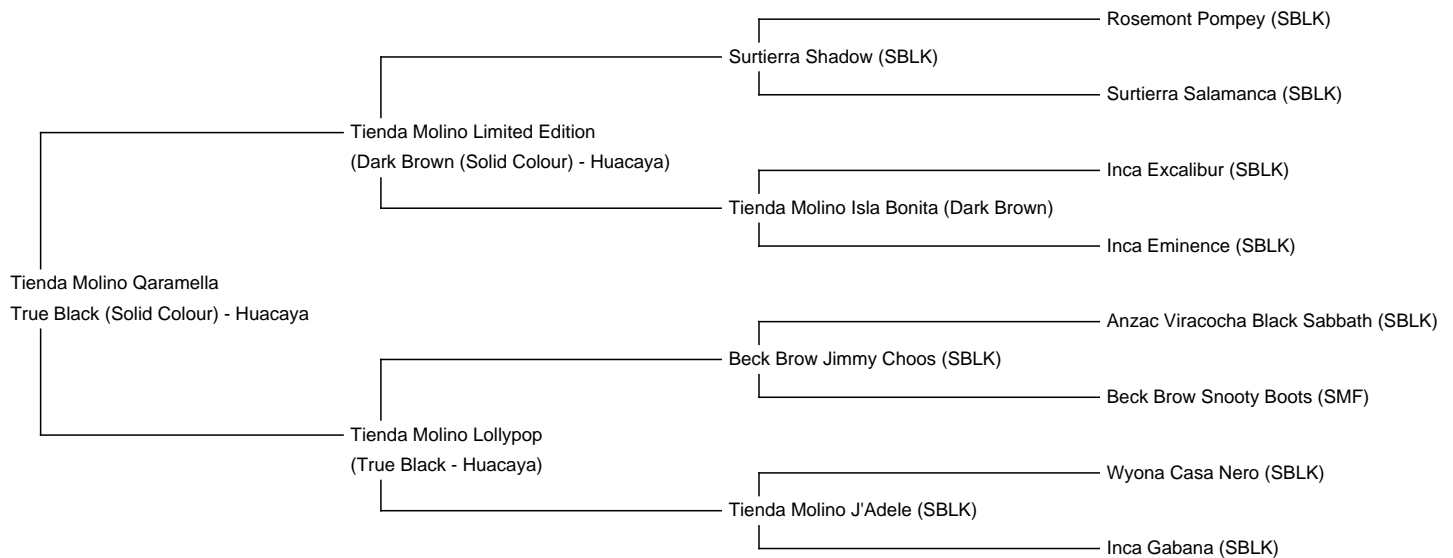 Rosemont Pompey (SBLK)
Surtierra Shadow (SBLK)
Surtierra Salamanca (SBLK)
Tienda Molino Limited Edition
(Dark Brown (Solid Colour) - Huacaya)
Inca Excalibur (SBLK)
Tienda Molino Isla Bonita (Dark Brown)
Inca Eminence (SBLK)
Tienda Molino Qaramella
True Black (Solid Colour) - Huacaya
Anzac Viracocha Black Sabbath (SBLK)
Beck Brow Jimmy Choos (SBLK)
Beck Brow Snooty Boots (SMF)
Tienda Molino Lollypop
(True Black - Huacaya)
Wyona Casa Nero (SBLK)
Tienda Molino J'Adele (SBLK)
Inca Gabana (SBLK)